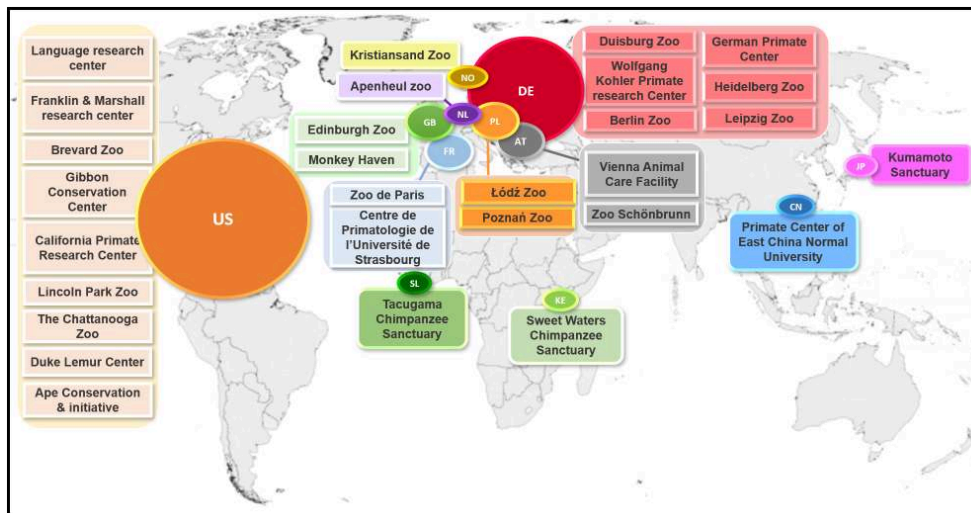 Language research
center
Franklin & Marshall
research center
Brevard Zoo
Gibbon
Conservation
Center
California Primate
Research Center
Lincoln Park Zoo
The Chattanooga
Zoo
Duke Lemur Center
Ape Conservation
& initiative
US
Kristiansand Zoo
NO
Apenheul zoo
NL
Edinburgh Zoo
Monkey Haven
GB
FR
Zoo de Paris
Centre de
Primatologie de
l'Université de
Strasbourg
DE
PL
AT
Łódź Zoo
Poznań Zoo
Duisburg Zoo
Wolfgang
Kohler Primate
research Center
Berlin Zoo
German Primate
Center
Heidelberg Zoo
Leipzig Zoo
Vienna Animal
Care Facility
Zoo Schönbrunn
SL
Tacugama
Chimpanzee
Sanctuary
KE
Sweet Waters
Chimpanzee
Sanctuary
JP
Kumamoto
Sanctuary
CN
Primate Center of
East China Normal
University